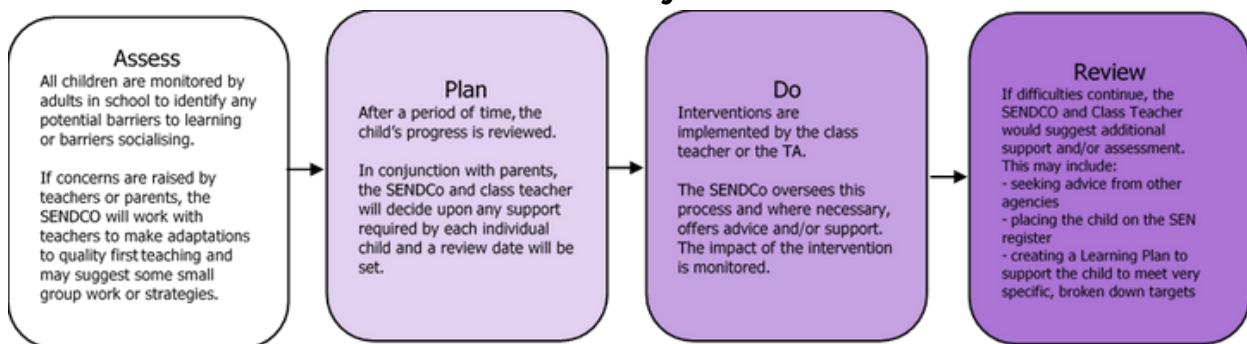 Assess
All children are monitored by
adults in school to identify any
potential barriers to learning
or barriers socialising.
If concerns are raised by
teachers or parents, the
SENDCO will work with
teachers to make adaptations
to quality first teaching and
may suggest some small
group work or strategies.
Plan
After a period of time, the
child's progress is reviewed.
In conjunction with parents,
the SENDCo and class teacher
will decide upon any support
required by each individual
child and a review date will be
set.
Do
Interventions are
implemented by the class
teacher or the TA.
The SENDCo oversees this
process and where necessary,
offers advice and/or support.
The impact of the intervention
is monitored.
Review
If difficulties continue, the
SENDCO and Class Teacher
would suggest additional
support and/or assessment.
This may include:
- seeking advice from other
agencies
- placing the child on the SEN
register
- creating a Learning Plan to
support the child to meet very
specific, broken down targets